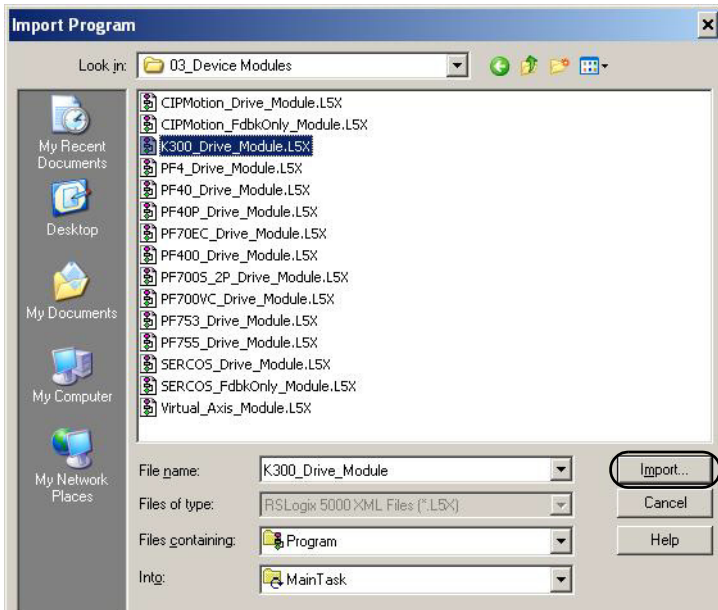 Import Program
Look in: 03_Device Modules
My Recent
Documents
Desktop
My Documents
My Computer
My Network
Places
CIPMotion_Drive_Module.L5X
CIPMotion_FdbkOnly_Module.L5X
K300_Drive_Module.L5X
PF4_Drive_Module.L5X
PF40_Drive_Module.L5X
PF40P_Drive_Module.L5X
PF70EC_Drive_Module.L5X
PF400_Drive_Module.L5X
PF700S_2P_Drive_Module.L5X
PF700VC_Drive_Module.L5X
PF753_Drive_Module.L5X
PF755_Drive_Module.L5X
SERCOS_Drive_Module.L5X
SERCOS_FdbkOnly_Module.L5X
Virtual_Axis_Module.L5X
File name: K300_Drive_Module Import...
Files of type: RSLogix 5000 XML Files (*.L5X) Cancel
Files containing: Program Help
Into: MainTask